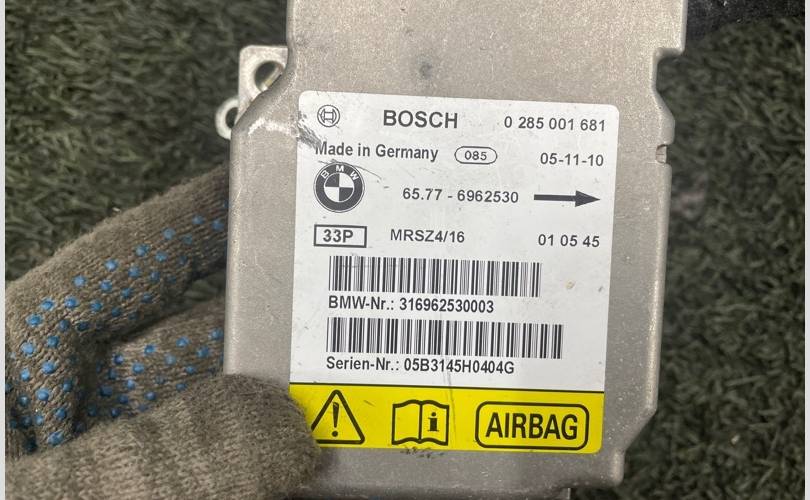 BOSCH 0 285 001 681
Made in Germany 085 05-11-10
BMW
65.77 - 6962530
33P MRSZ4/16 01 05 45
BMW-Nr.: 316962530003
Serien-Nr.: 05B3145H0404G
AIRBAG